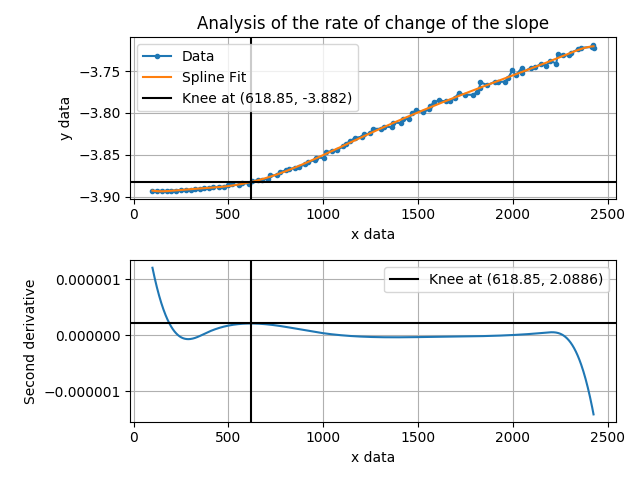 Analysis of the rate of change of the slope
Data
Spline Fit
Knee at (618.85, -3.882)
y data
−3.75
−3.80
−3.85
−3.90
0 500 1000 1500 2000 2500
x data
Knee at (618.85, 2.0886)
Second derivative
0.000001
0.000000
−0.000001
0 500 1000 1500 2000 2500
x data